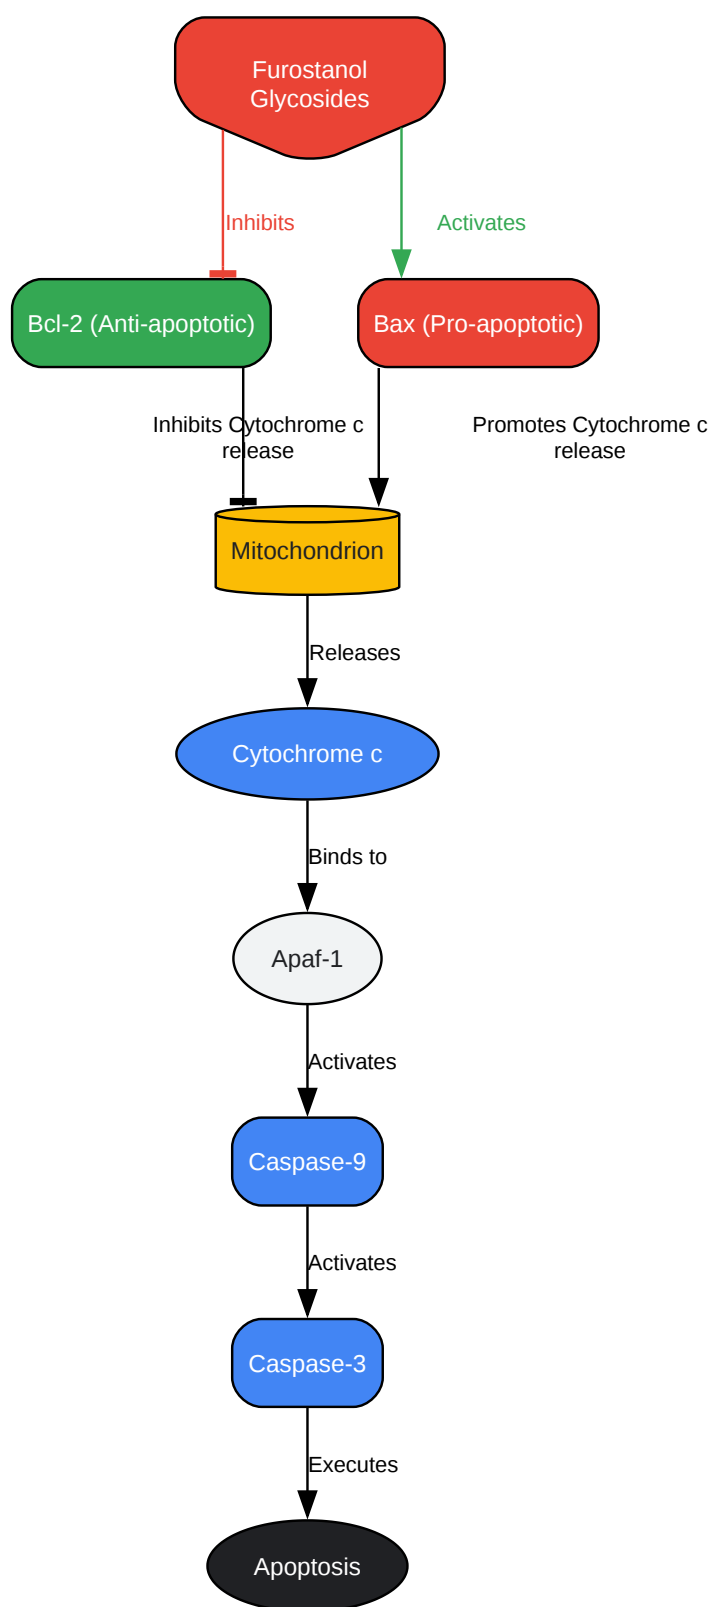 Furostanol
Glycosides
Inhibits
Activates
Bcl-2 (Anti-apoptotic)
Bax (Pro-apoptotic)
Inhibits Cytochrome c
release
Promotes Cytochrome c
release
Mitochondrion
Releases
Cytochrome c
Binds to
Apaf-1
Activates
Caspase-9
Activates
Caspase-3
Executes
Apoptosis